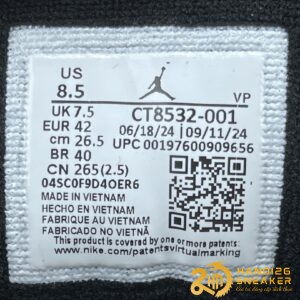 US
8.5
VP
UK 7.5
CT8532-001
EUR 42
06/18/24 | 09/11/24
cm 26.5
UPC 00197600909656
BR 40
CN 265(2.5)
04SC0F9D4OER6
MADE IN VIETNAM
HECHO EN VIETNAM
FABRIQUE AU VIETNAM
FABRICADO NO VIETNÃ
This product is covered by one or more patents
www.nike.com/patentsvirtualmarking
HANOI26
SNEAKER